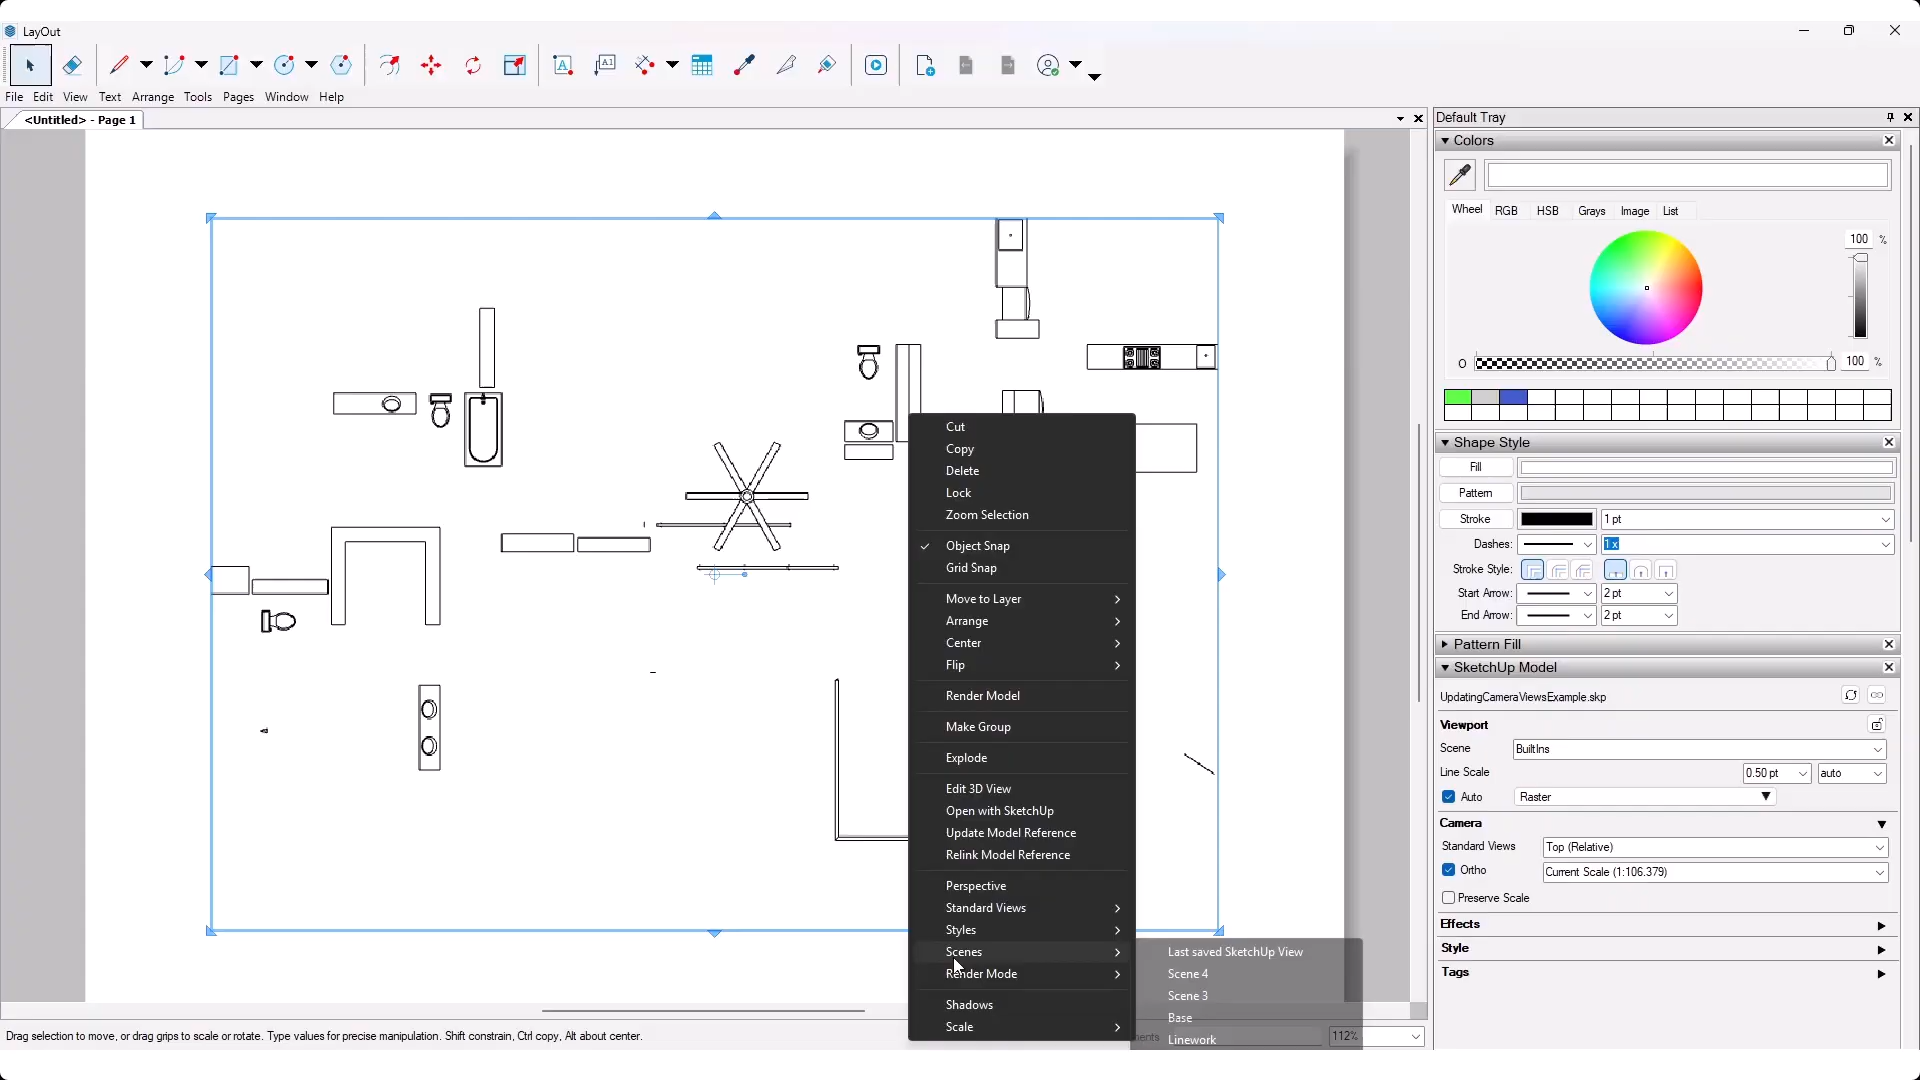 LayOut
File Edit View Text Arrange Tools Pages Window Help
<Untitled> - Page 1
Cut
Copy
Delete
Lock
Zoom Selection
Object Snap
Grid Snap
Move to Layer
Arrange
Center
Flip
Render Model
Make Group
Explode
Edit 3D View
Open with SketchUp
Update Model Reference
Relink Model Reference
Perspective
Standard Views
Styles
Scenes
Render Mode
Shadows
Scale
Last saved SketchUp View
Scene 4
Scene 3
Base
Linework
Default Tray
Colors
Wheel RGB HSB Grays Image List
100 %
O 100 %
Shape Style
Fill
Pattern
Stroke 1 pt
Dashes: 1 x
Stroke Style:
Start Arrow: 2 pt
End Arrow: 2 pt
Pattern Fill
SketchUp Model
UpdatingCameraViewsExample.skp
Viewport
Scene BuiltIns
Line Scale 0.50 pt auto
Auto Raster
Camera
Standard Views Top (Relative)
Ortho Current Scale (1:106.379)
Preserve Scale
Effects
Style
Tags
Drag selection to move, or drag grips to scale or rotate. Type values for precise manipulation. Shift constrain, Ctrl copy, Alt about center.
112%